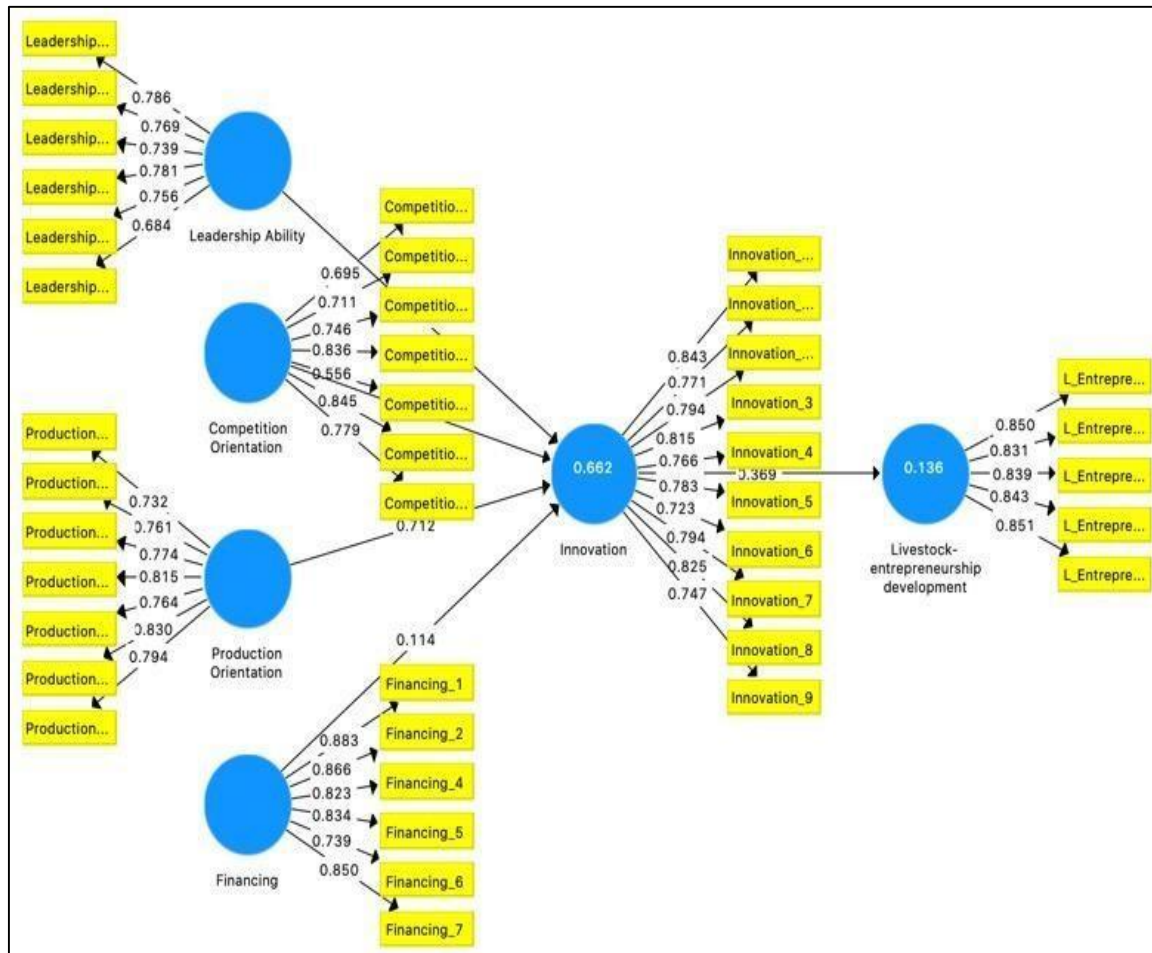 Leadership...
Leadership...
Leadership...
Leadership...
Leadership...
Leadership...
0.786
0.769
0.739
0.781
0.756
0.684
Leadership Ability
Competitio...
Competitio...
Competitio...
Competitio...
Competitio...
Competitio...
Competitio...
0.695
0.711
0.746
0.836
0.556
0.845
0.779
Competition
Orientation
Production...
Production...
Production...
Production...
Production...
Production...
Production...
0.732
0.761
0.774
0.815
0.764
0.830
0.794
Production
Orientation
0.712
0.114
Financing_1
Financing_2
Financing_4
Financing_5
Financing_6
Financing_7
0.883
0.866
0.823
0.834
0.739
0.850
Financing
0.662
Innovation
Innovation_...
Innovation_...
Innovation_...
Innovation_3
Innovation_4
Innovation_5
Innovation_6
Innovation_7
Innovation_8
Innovation_9
0.843
0.771
0.794
0.815
0.766
0.783
0.723
0.794
0.825
0.747
0.369
0.136
Livestock-
entrepreneurship
development
0.850
0.831
0.839
0.843
0.851
L_Entrepre...
L_Entrepre...
L_Entrepre...
L_Entrepre...
L_Entrepre...